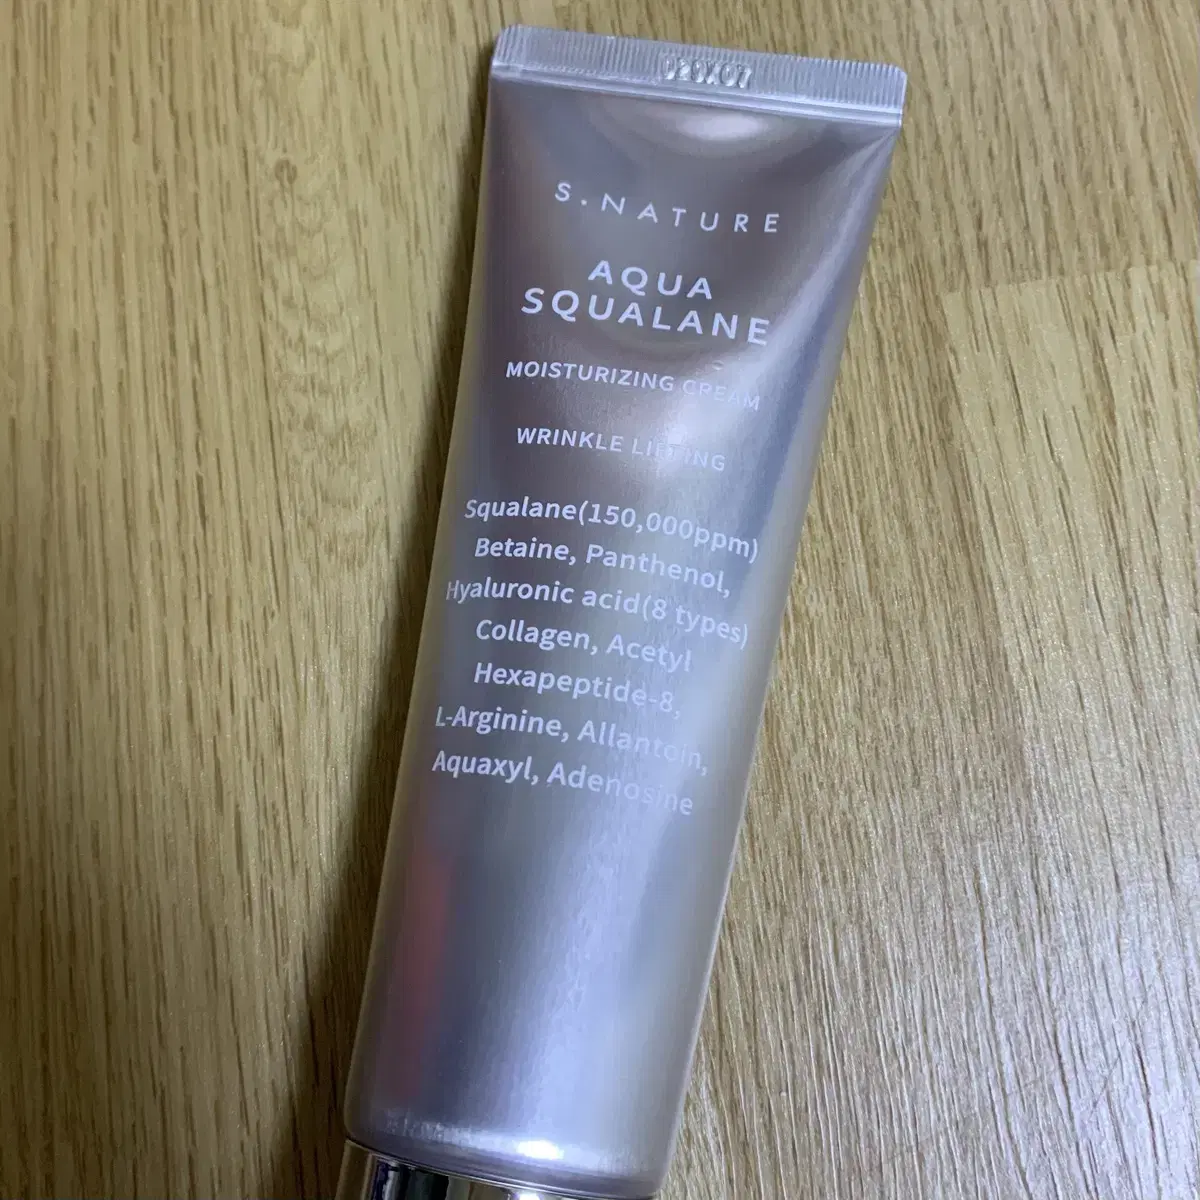 S.NATURE
AQUA
SQUALANE
MOISTURIZING CREAM
WRINKLE LIFTING
Squalane(150,000ppm)
Betaine, Panthenol,
Hyaluronic acid(8 types)
Collagen, Acetyl
Hexapeptide-8,
L-Arginine, Allantoin,
Aquaxyl, Adenosine